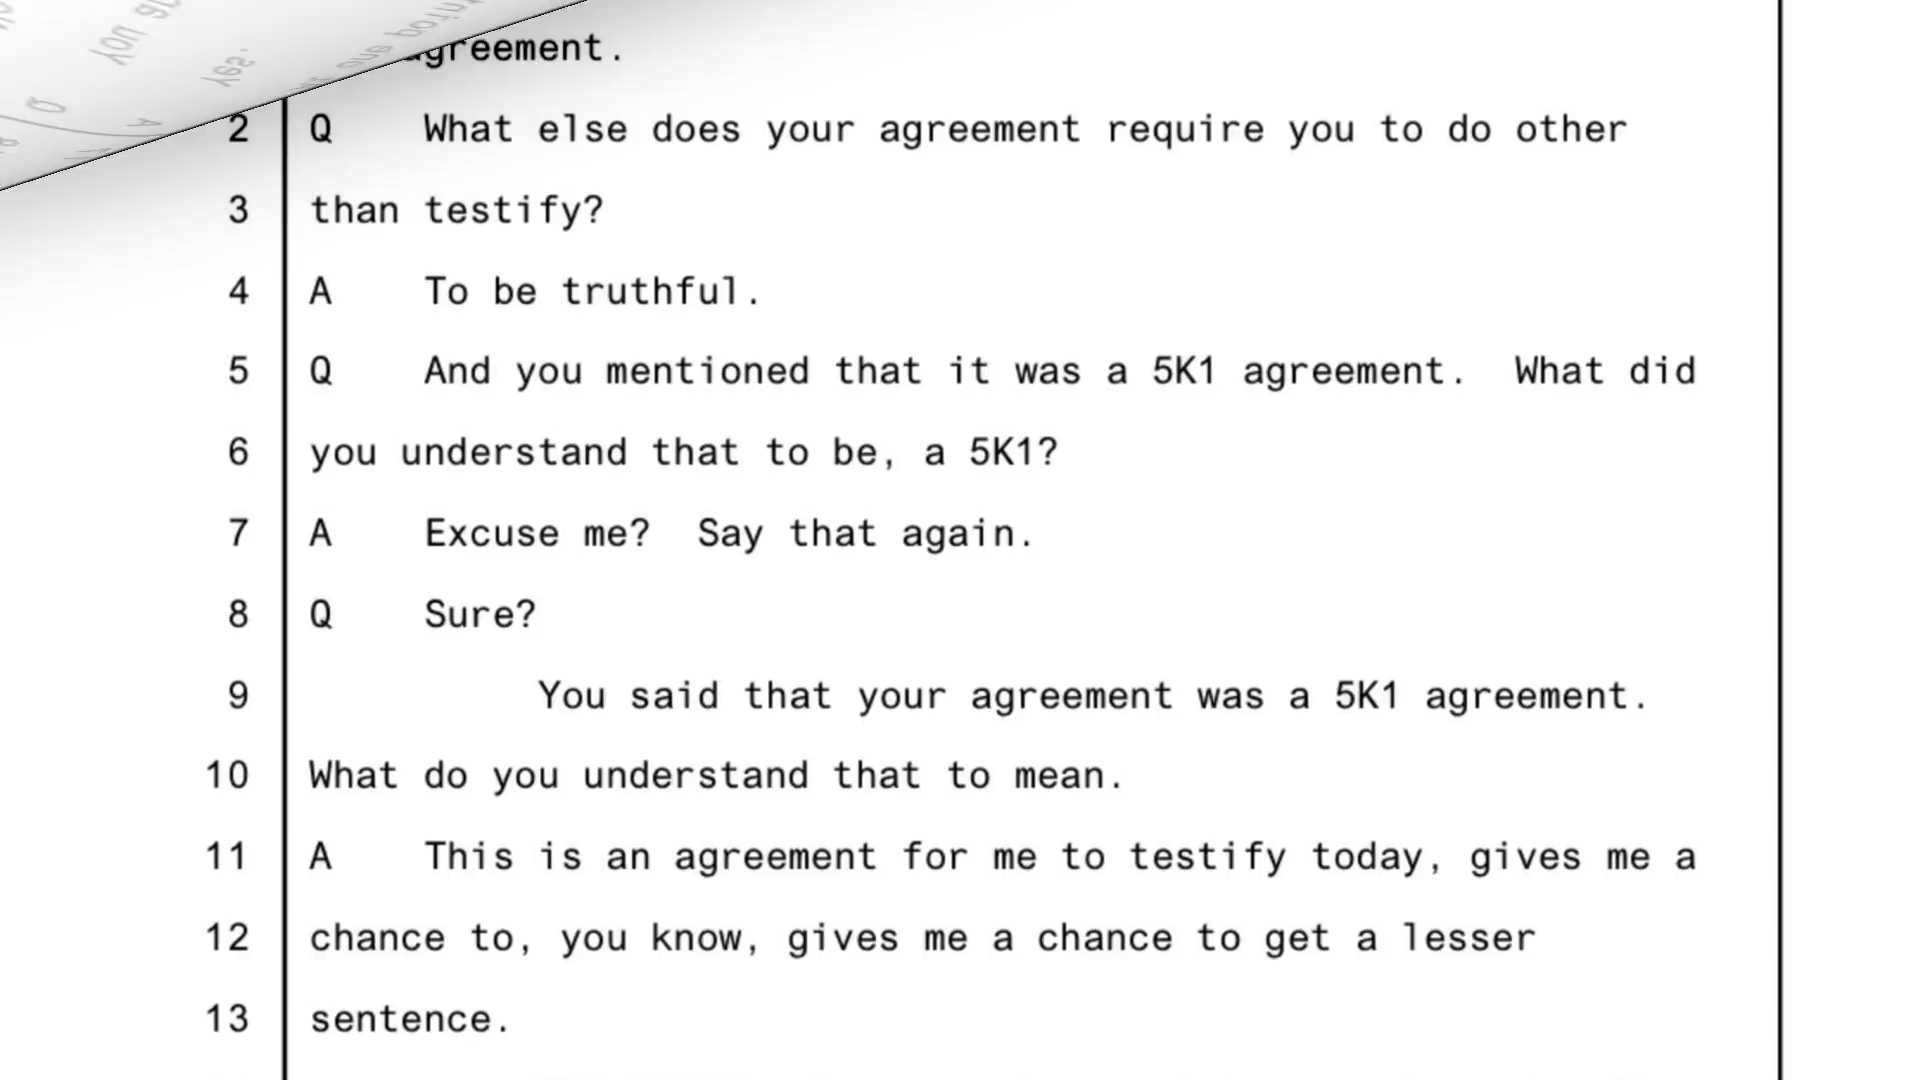 agreement.
2 Q What else does your agreement require you to do other
3 than testify?
4 A To be truthful.
5 Q And you mentioned that it was a 5K1 agreement. What did
6 you understand that to be, a 5K1?
7 A Excuse me? Say that again.
8 Q Sure?
9 You said that your agreement was a 5K1 agreement.
10 What do you understand that to mean.
11 A This is an agreement for me to testify today, gives me a
12 chance to, you know, gives me a chance to get a lesser
13 sentence.